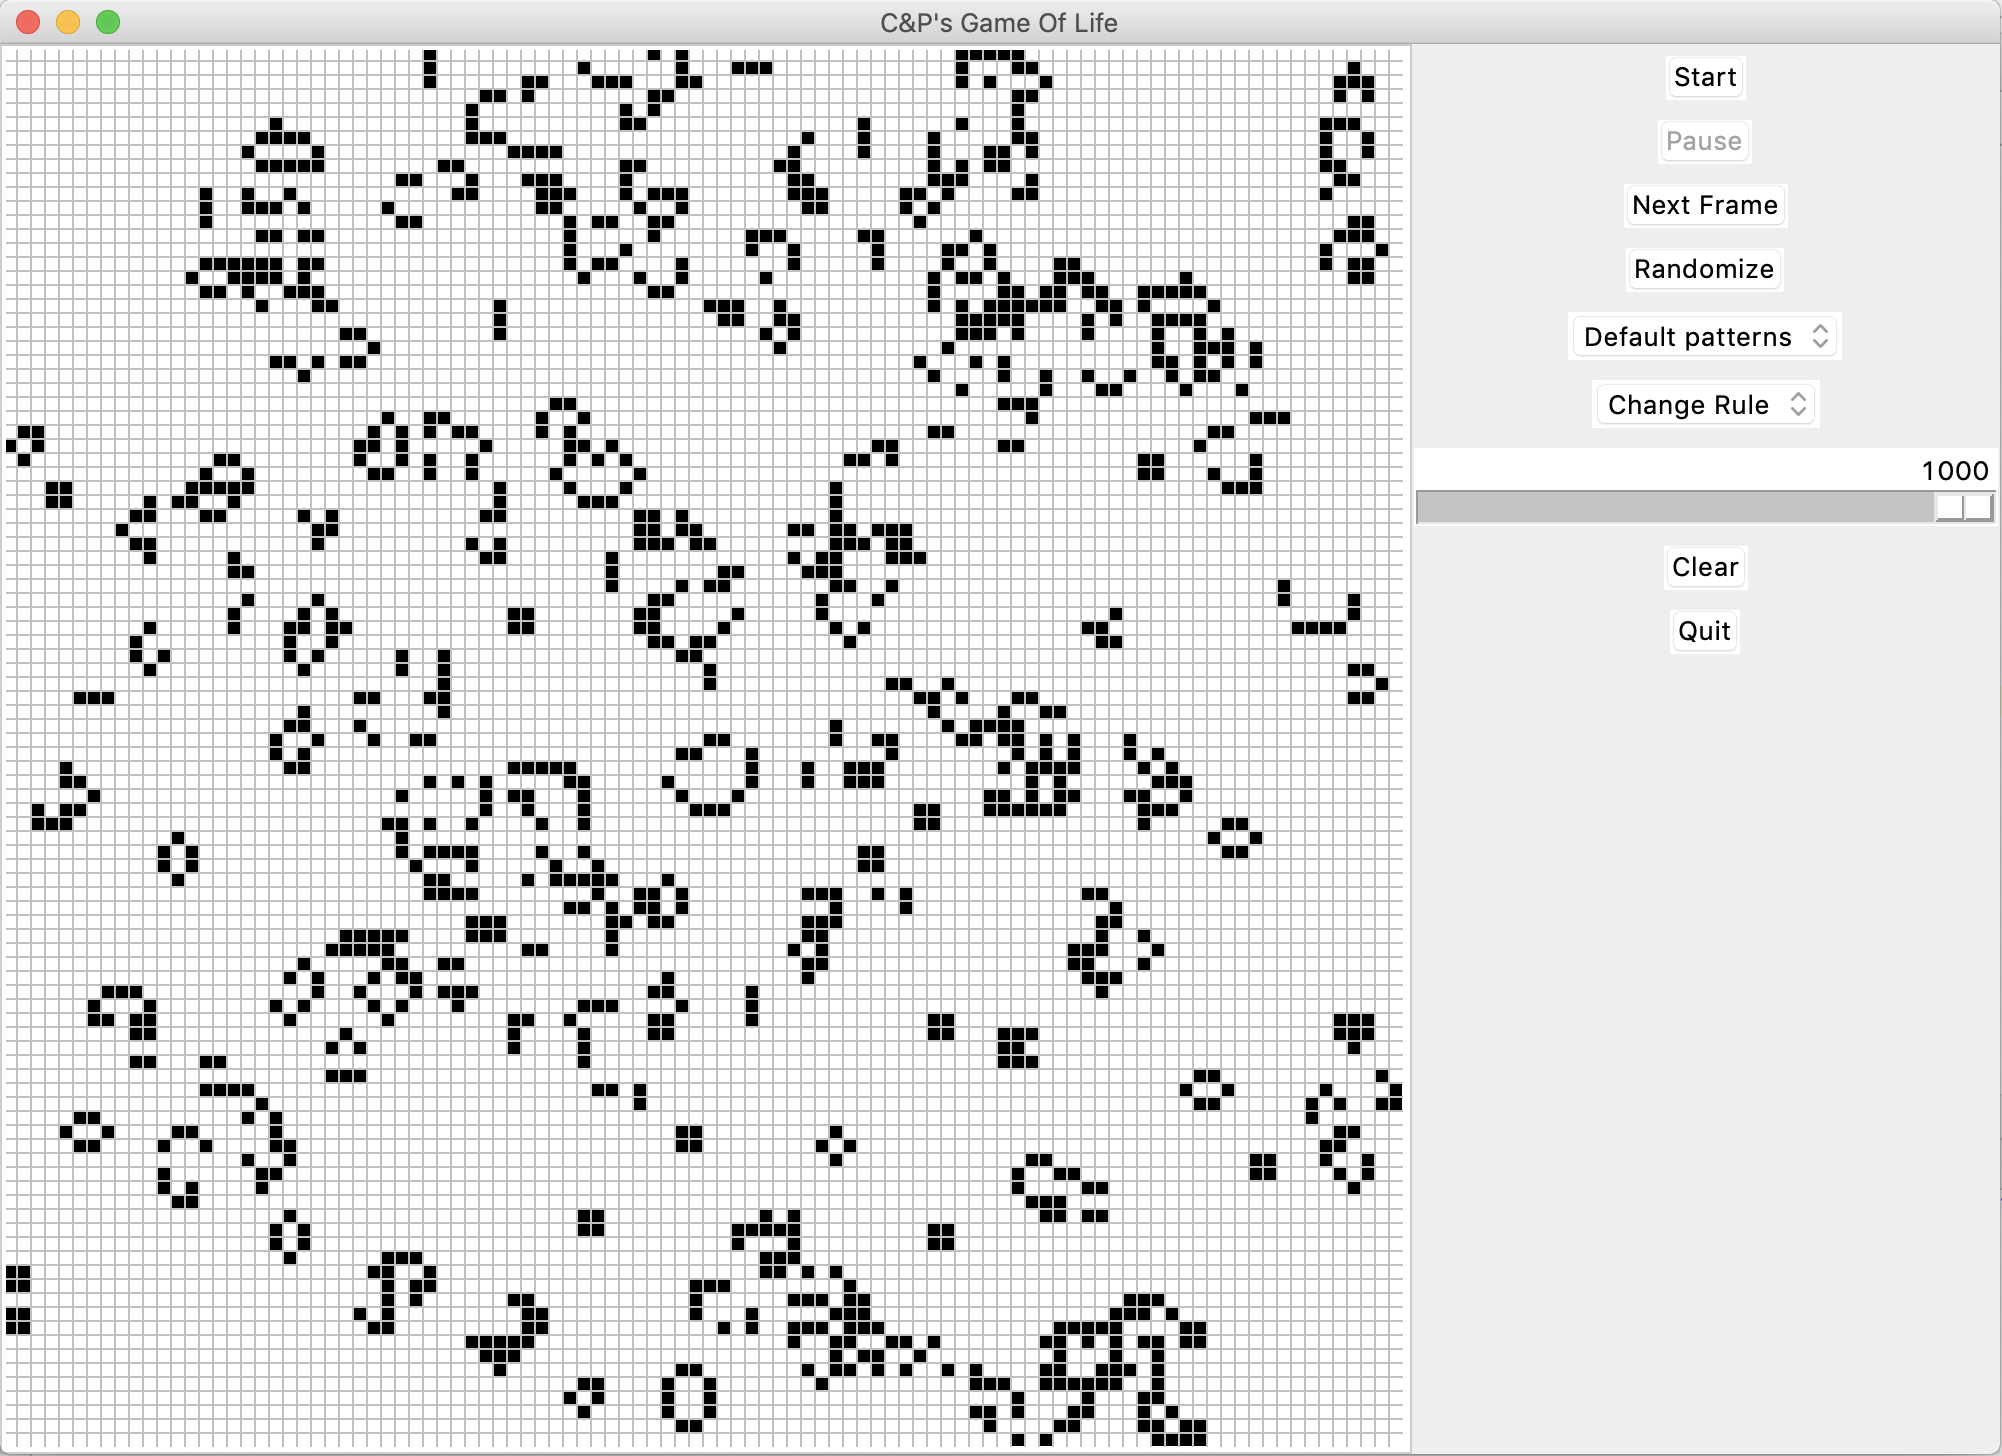 C&P's Game Of Life
Start
Pause
Next Frame
Randomize
Default patterns
Change Rule
1000
Clear
Quit